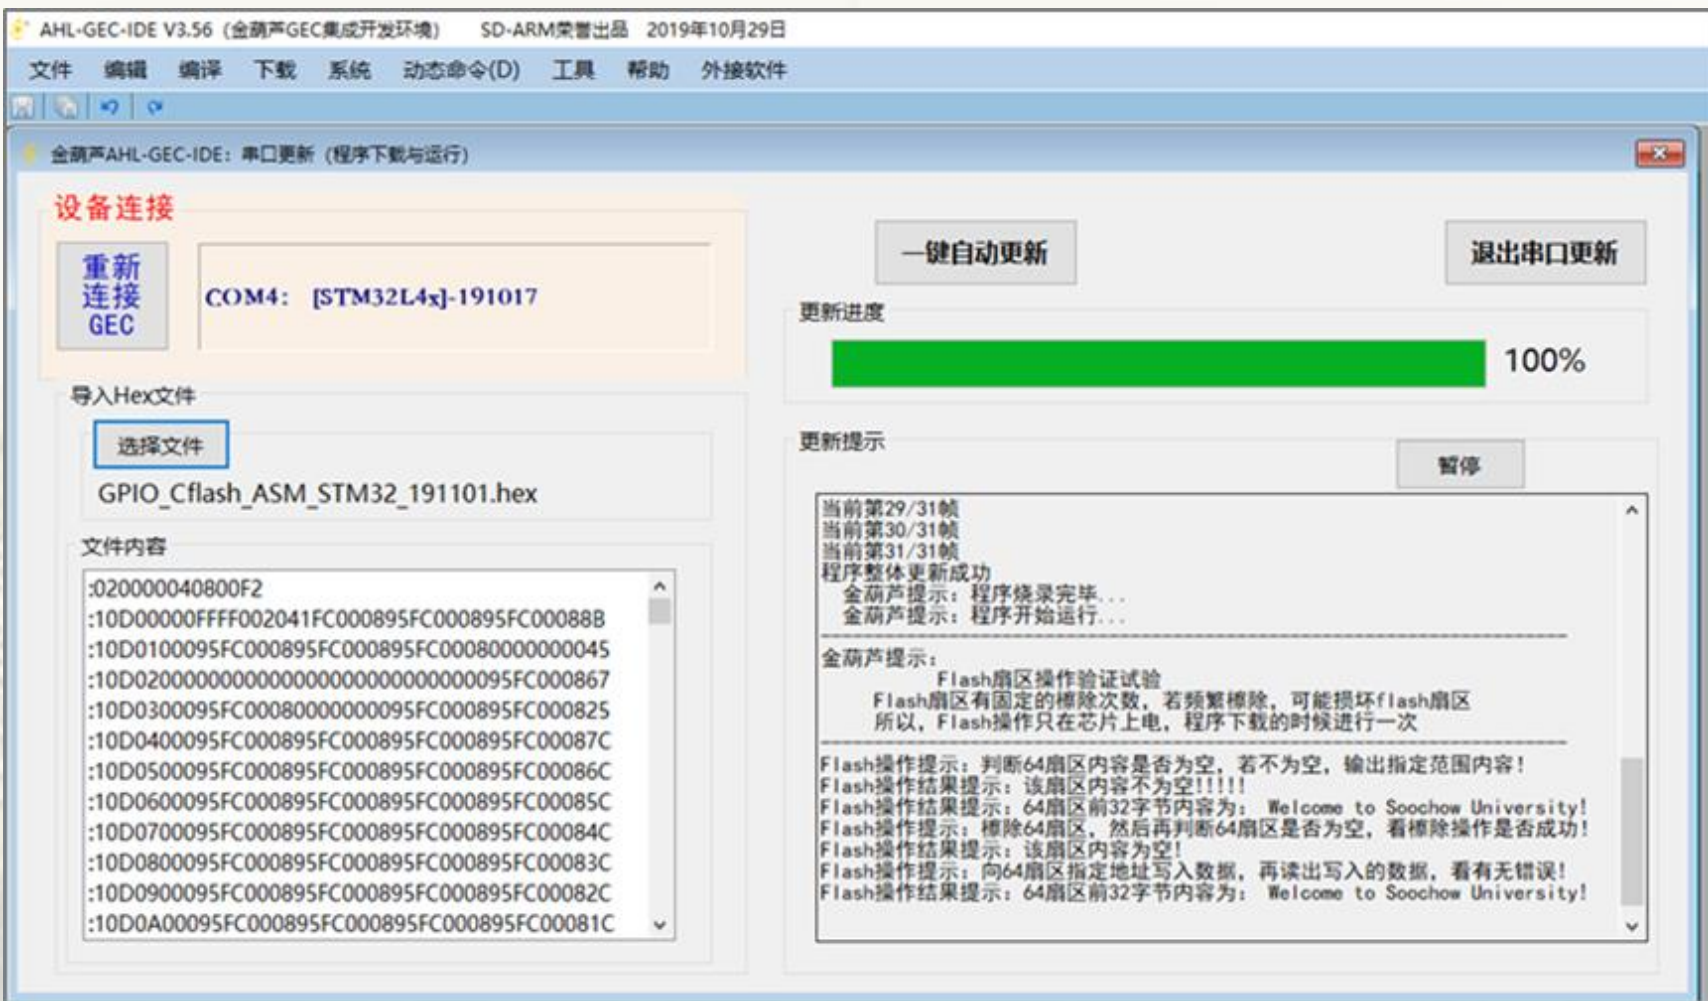 AHL-GEC-IDE V3.56 (金葫芦GEC集成开发环境) SD-ARM荣誉出品 2019年10月29日
文件 编辑 编译 下载 系统 动态命令(D) 工具 帮助 外接软件
金葫芦AHL-GEC-IDE: 串口更新 (程序下载与运行)
设备连接
重新
连接
GEC
COM4: [STM32L4x]-191017
导入Hex文件
选择文件
GPIO_Cflash_ASM_STM32_191101.hex
文件内容
:020000040800F2
:10D00000FFFF002041FC000895FC000895FC00088B
:10D0100095FC000895FC000895FC00080000000045
:10D0200000000000000000000000000095FC000867
:10D0300095FC00080000000095FC000895FC000825
:10D0400095FC000895FC000895FC000895FC00087C
:10D0500095FC000895FC000895FC000895FC00086C
:10D0600095FC000895FC000895FC000895FC00085C
:10D0700095FC000895FC000895FC000895FC00084C
:10D0800095FC000895FC000895FC000895FC00083C
:10D0900095FC000895FC000895FC000895FC00082C
:10D0A00095FC000895FC000895FC000895FC00081C
一键自动更新
退出串口更新
更新进度
100%
更新提示
暂停
当前第29/31帧
当前第30/31帧
当前第31/31帧
程序整体更新成功
金葫芦提示: 程序烧录完毕...
金葫芦提示: 程序开始运行...
金葫芦提示:
Flash扇区操作验证试验
Flash扇区有固定的檫除次数，若频繁檫除，可能损坏flash扇区
所以，Flash操作只在芯片上电，程序下载的时候进行一次
Flash操作提示: 判断64扇区内容是否为空，若不为空，输出指定范围内容!
Flash操作结果提示: 该扇区内容不为空!!!!!
Flash操作结果提示: 64扇区前32字节内容为: Welcome to Soochow University!
Flash操作提示: 檫除64扇区，然后再判断64扇区是否为空，看檫除操作是否成功!
Flash操作结果提示: 该扇区内容为空!
Flash操作提示: 向64扇区指定地址写入数据，再读出写入的数据，看有无错误!
Flash操作结果提示: 64扇区前32字节内容为: Welcome to Soochow University!